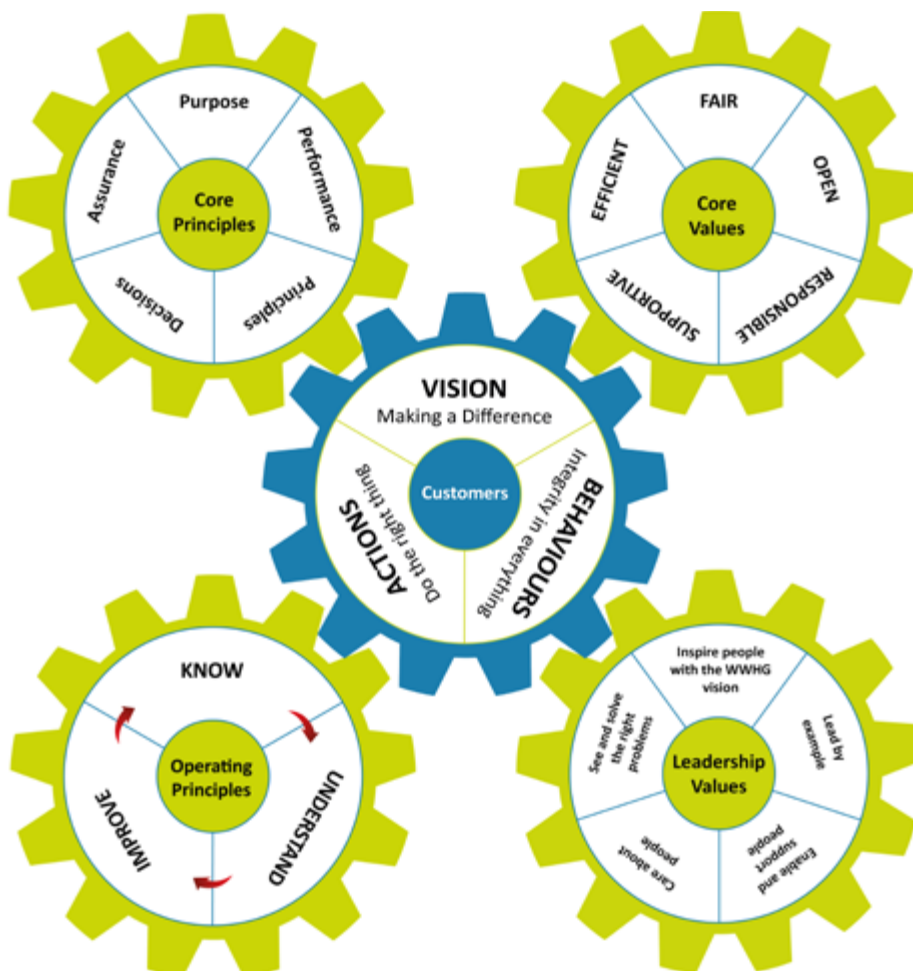 Purpose
Performance
Principles
Decisions
Assurance
Core
Principles
FAIR
OPEN
RESPONSIBLE
SUPPORTIVE
EFFICIENT
Core
Values
VISION
Making a Difference
BEHAVIOURS
Integrity in everything
ACTIONS
Do the right thing
Customers
KNOW
UNDERSTAND
IMPROVE
Operating
Principles
Inspire people
with the WWHG
vision
Lead by
example
Enable and
support
people
Care about
people
See and solve
the right
problems
Leadership
Values